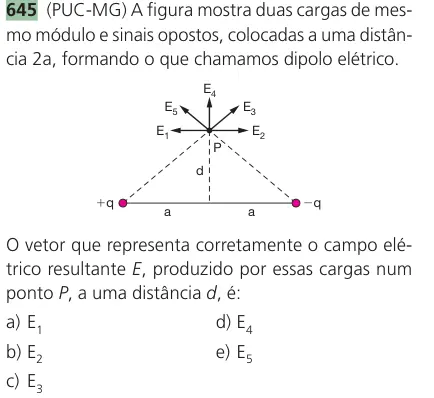 645 (PUC-MG) A figura mostra duas cargas de mes-
mo módulo e sinais opostos, colocadas a uma distân-
cia 2a, formando o que chamamos dipolo elétrico.
E4
E5 E3
E1 E2
P
d
+q −q
a a
O vetor que representa corretamente o campo elé-
trico resultante E, produzido por essas cargas num
ponto P, a uma distância d, é:
a) E1 d) E4
b) E2 e) E5
c) E3